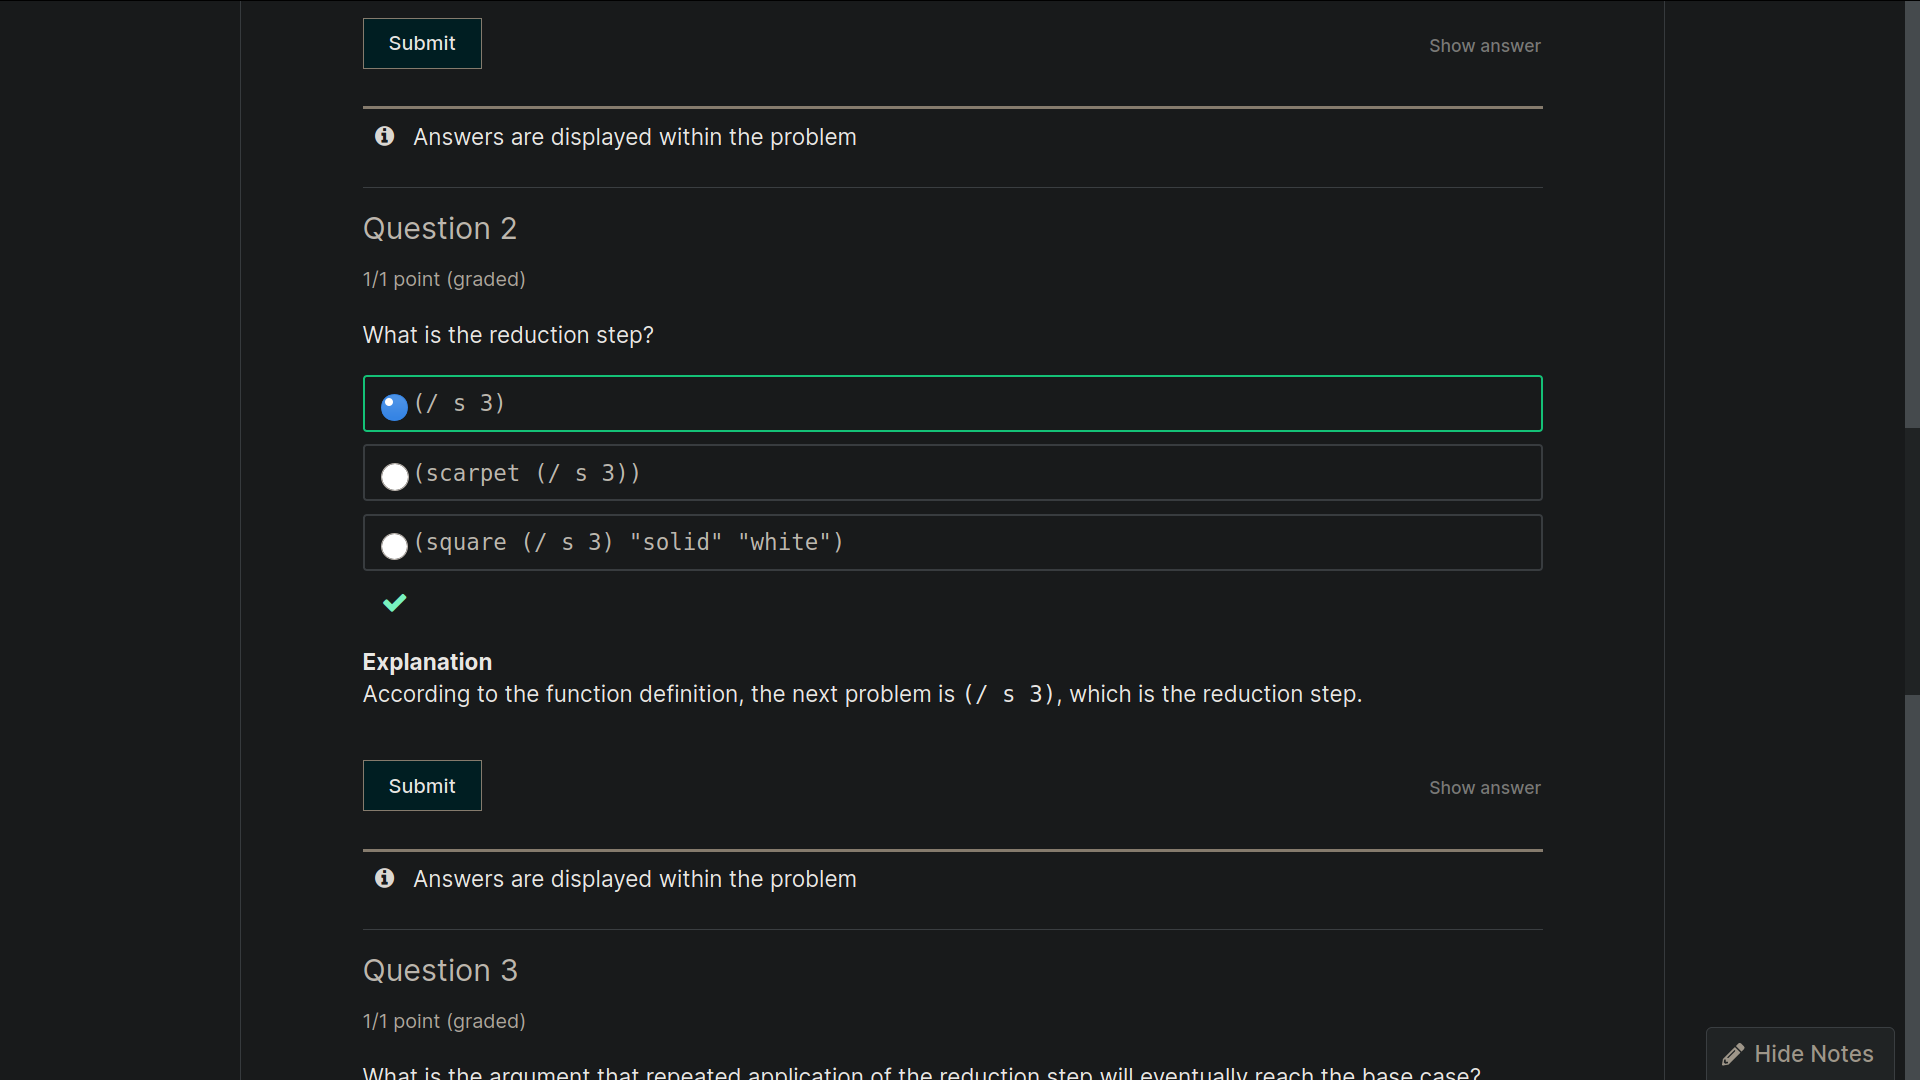 Submit
Show answer
Answers are displayed within the problem
Question 2
1/1 point (graded)
What is the reduction step?
(/ s 3)
(scarpet (/ s 3))
(square (/ s 3) "solid" "white")
Explanation
According to the function definition, the next problem is (/ s 3), which is the reduction step.
Submit
Show answer
Answers are displayed within the problem
Question 3
1/1 point (graded)
What is the argument that repeated application of the reduction step will eventually reach the base case?
Hide Notes